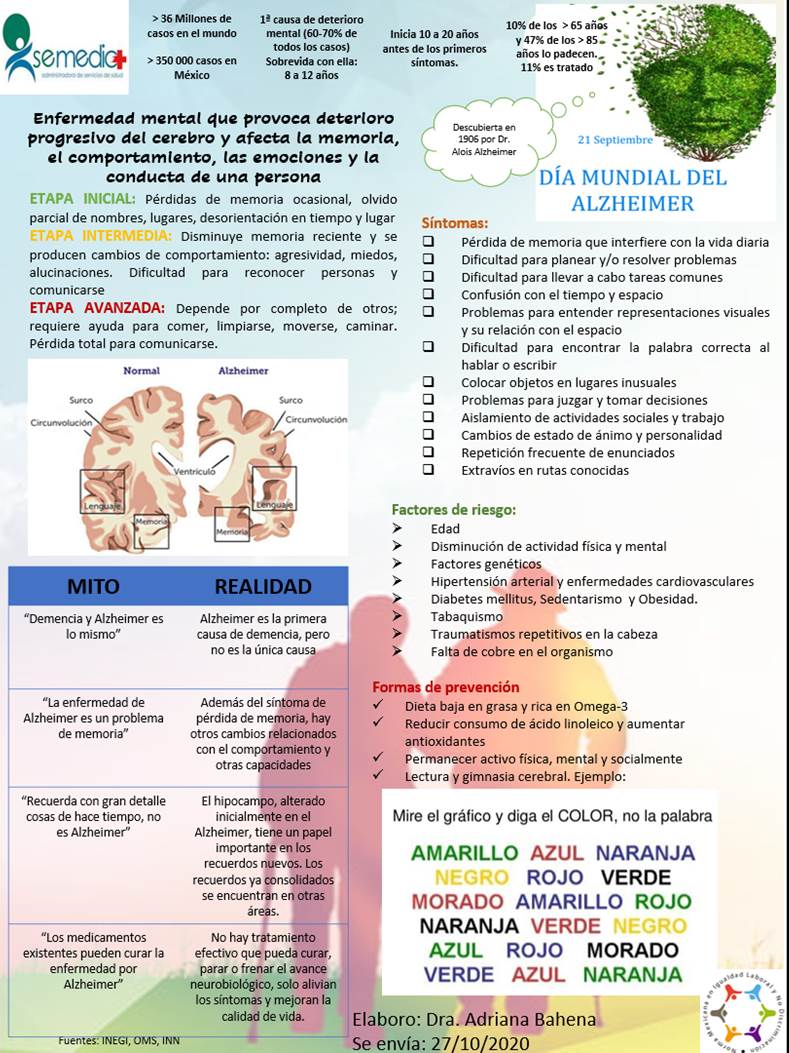 semedic+
administradora de servicios de salud
> 36 Millones de
casos en el mundo
> 350 000 casos en
México
1ª causa de deterioro
mental (60-70% de
todos los casos)
Sobrevida con ella:
8 a 12 años
Inicia 10 a 20 años
antes de los primeros
síntomas.
10% de los > 65 años
y 47% de los > 85
años lo padecen.
11% es tratado
Descubierta en
1906 por Dr.
Alois Alzheimer
21 Septiembre
DÍA MUNDIAL DEL
ALZHEIMER
Enfermedad mental que provoca deterioro
progresivo del cerebro y afecta la memoria,
el comportamiento, las emociones y la
conducta de una persona
ETAPA INICIAL: Pérdidas de memoria ocasional, olvido
parcial de nombres, lugares, desorientación en tiempo y lugar
ETAPA INTERMEDIA: Disminuye memoria reciente y se
producen cambios de comportamiento: agresividad, miedos,
alucinaciones. Dificultad para reconocer personas y
comunicarse
ETAPA AVANZADA: Depende por completo de otros;
requiere ayuda para comer, limpiarse, moverse, caminar.
Pérdida total para comunicarse.
Normal
Alzheimer
Surco
Surco
Circunvolución
Circunvolución
Ventrículo
Lenguaje
Lenguaje
Memoria
Memoria
MITO
REALIDAD
“Demencia y Alzheimer es
lo mismo”
Alzheimer es la primera
causa de demencia, pero
no es la única causa
“La enfermedad de
Alzheimer es un problema
de memoria”
Además del síntoma de
pérdida de memoria, hay
otros cambios relacionados
con el comportamiento y
otras capacidades
“Recuerda con gran detalle
cosas de hace tiempo, no
es Alzheimer”
El hipocampo, alterado
inicialmente en el
Alzheimer, tiene un papel
importante en los
recuerdos nuevos. Los
recuerdos ya consolidados
se encuentran en otras
áreas.
“Los medicamentos
existentes pueden curar la
enfermedad por
Alzheimer”
No hay tratamiento
efectivo que pueda curar,
parar o frenar el avance
neurobiológico, solo alivian
los síntomas y mejoran la
calidad de vida.
Fuentes: INEGI, OMS, INN
Síntomas:
Pérdida de memoria que interfiere con la vida diaria
Dificultad para planear y/o resolver problemas
Dificultad para llevar a cabo tareas comunes
Confusión con el tiempo y espacio
Problemas para entender representaciones visuales
y su relación con el espacio
Dificultad para encontrar la palabra correcta al
hablar o escribir
Colocar objetos en lugares inusuales
Problemas para juzgar y tomar decisiones
Aislamiento de actividades sociales y trabajo
Cambios de estado de ánimo y personalidad
Repetición frecuente de enunciados
Extravíos en rutas conocidas
Factores de riesgo:
Edad
Disminución de actividad física y mental
Factores genéticos
Hipertensión arterial y enfermedades cardiovasculares
Diabetes mellitus, Sedentarismo y Obesidad.
Tabaquismo
Traumatismos repetitivos en la cabeza
Falta de cobre en el organismo
Formas de prevención
Dieta baja en grasa y rica en Omega-3
Reducir consumo de ácido linoleico y aumentar
antioxidantes
Permanecer activo física, mental y socialmente
Lectura y gimnasia cerebral. Ejemplo:
Mire el gráfico y diga el COLOR, no la palabra
AMARILLO AZUL NARANJA
NEGRO ROJO VERDE
MORADO AMARILLO ROJO
NARANJA VERDE NEGRO
AZUL ROJO MORADO
VERDE AZUL NARANJA
Elaboro: Dra. Adriana Bahena
Se envía: 27/10/2020
Norma Mexicana en Igualdad Laboral y No Discriminación